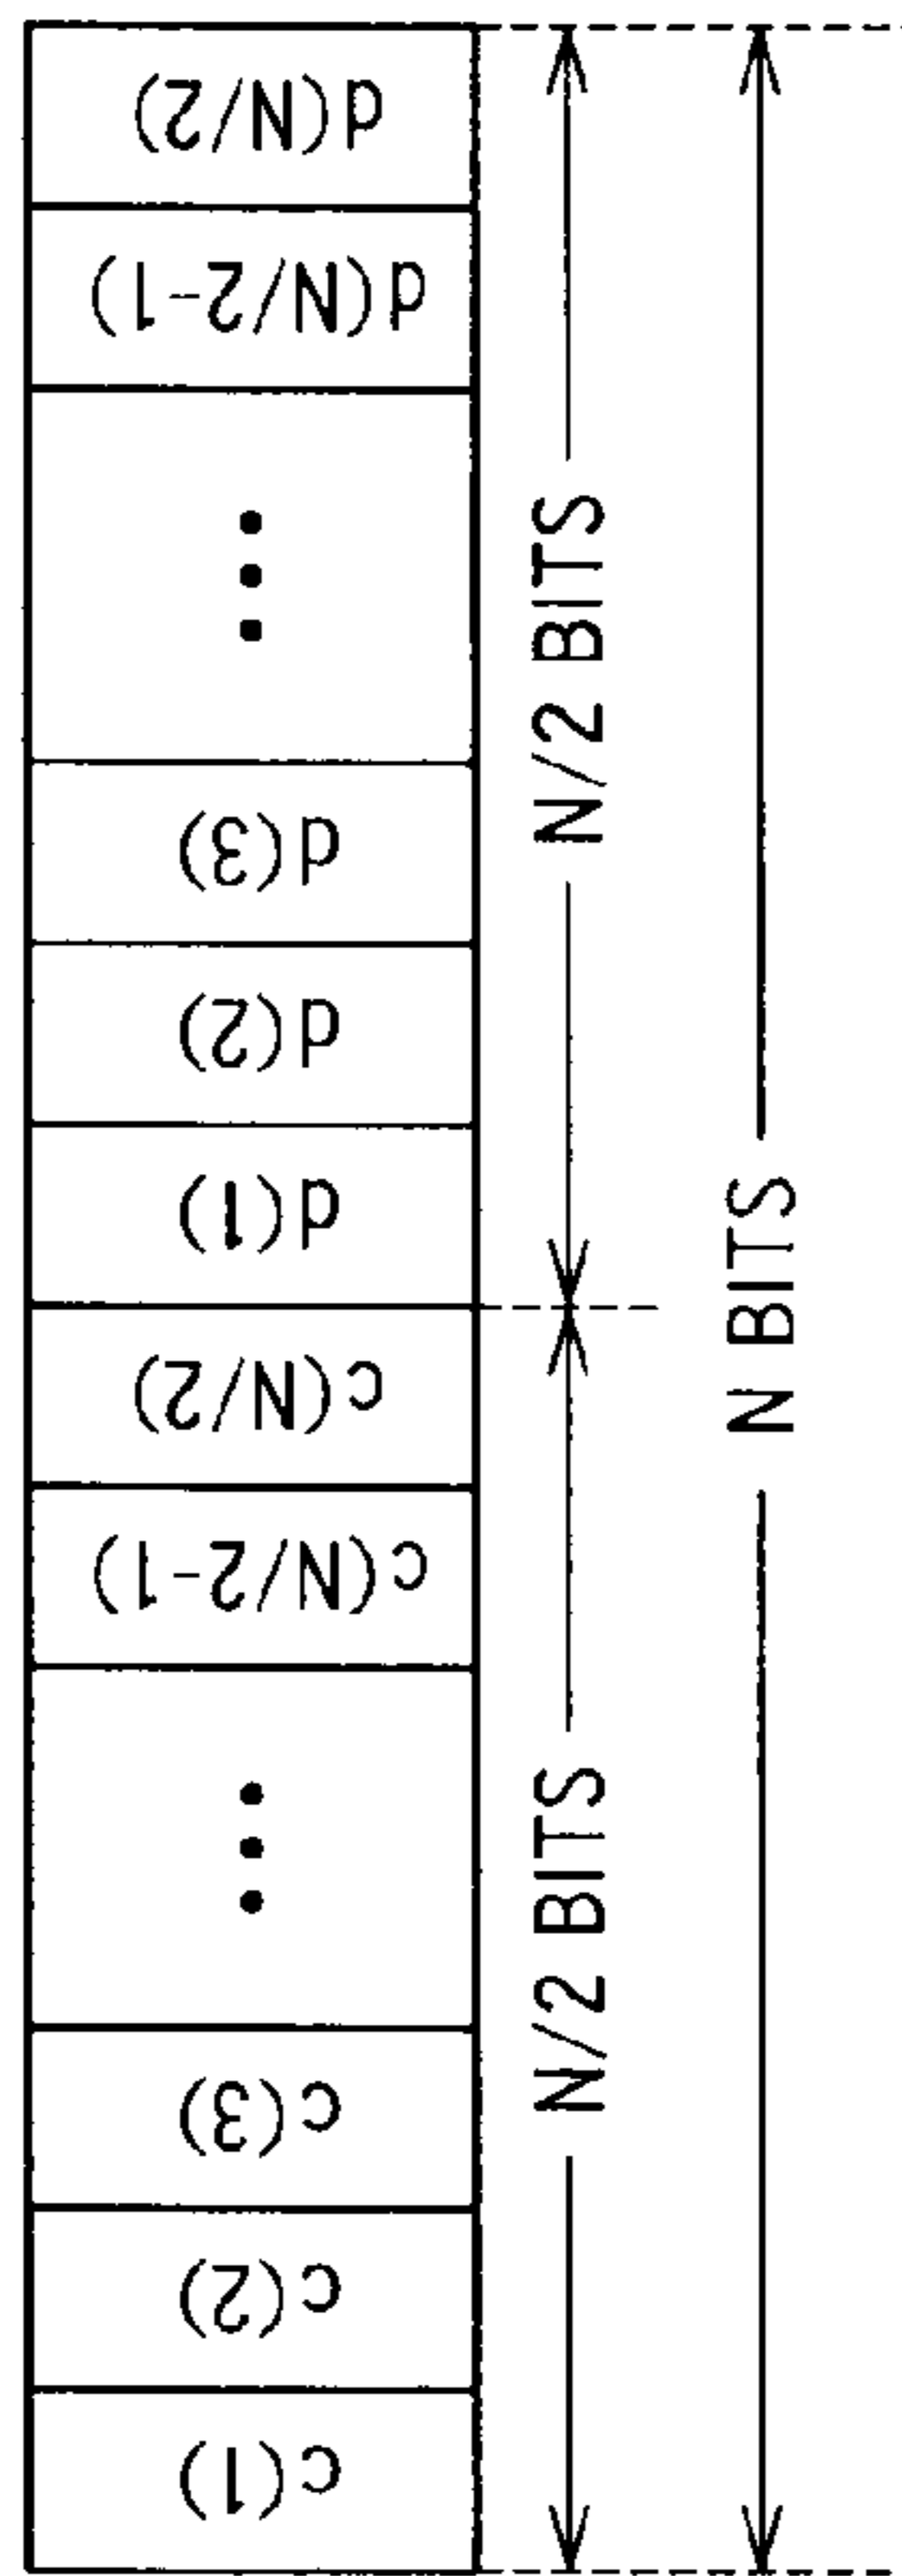 c(1)
c(2)
c(3)
c(N/2-1)
c(N/2)
d(1)
d(2)
d(3)
d(N/2-1)
d(N/2)
N/2 BITS
N/2 BITS
N BITS